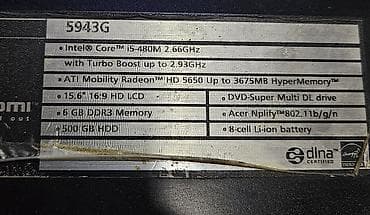 5943G
• Intel® Core™ i5-480M 2.66GHz
with Turbo Boost up to 2.93GHz
• ATI Mobility Radeon™ HD 5650 Up to 3675MB HyperMemory™
• 15.6" 16:9 HD LCD
• DVD-Super Multi DL drive
• 6 GB DDR3 Memory
• Acer Nplify™ 802.11b/g/n
• 500 GB HDD
• 8-cell Li-ion battery
dlna
CERTIFIED